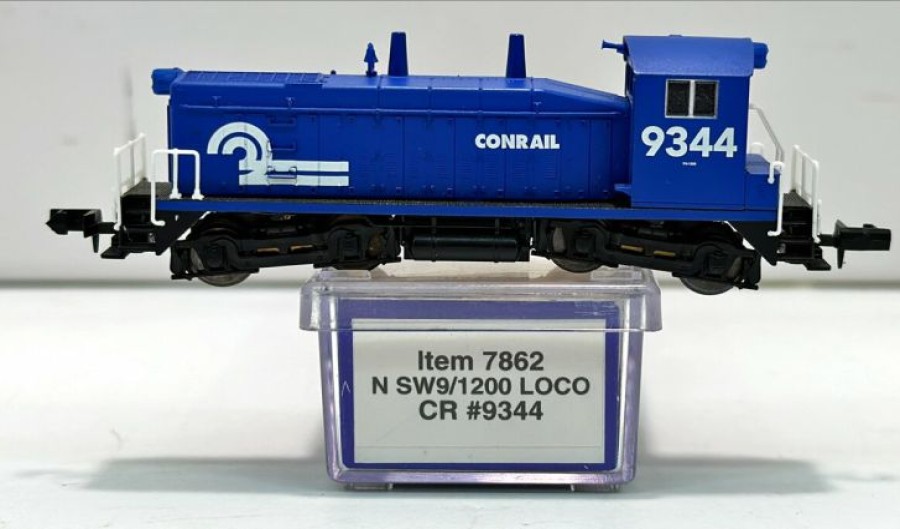 CONRAIL
9344
Item 7862
N SW9/1200 LOCO
CR #9344